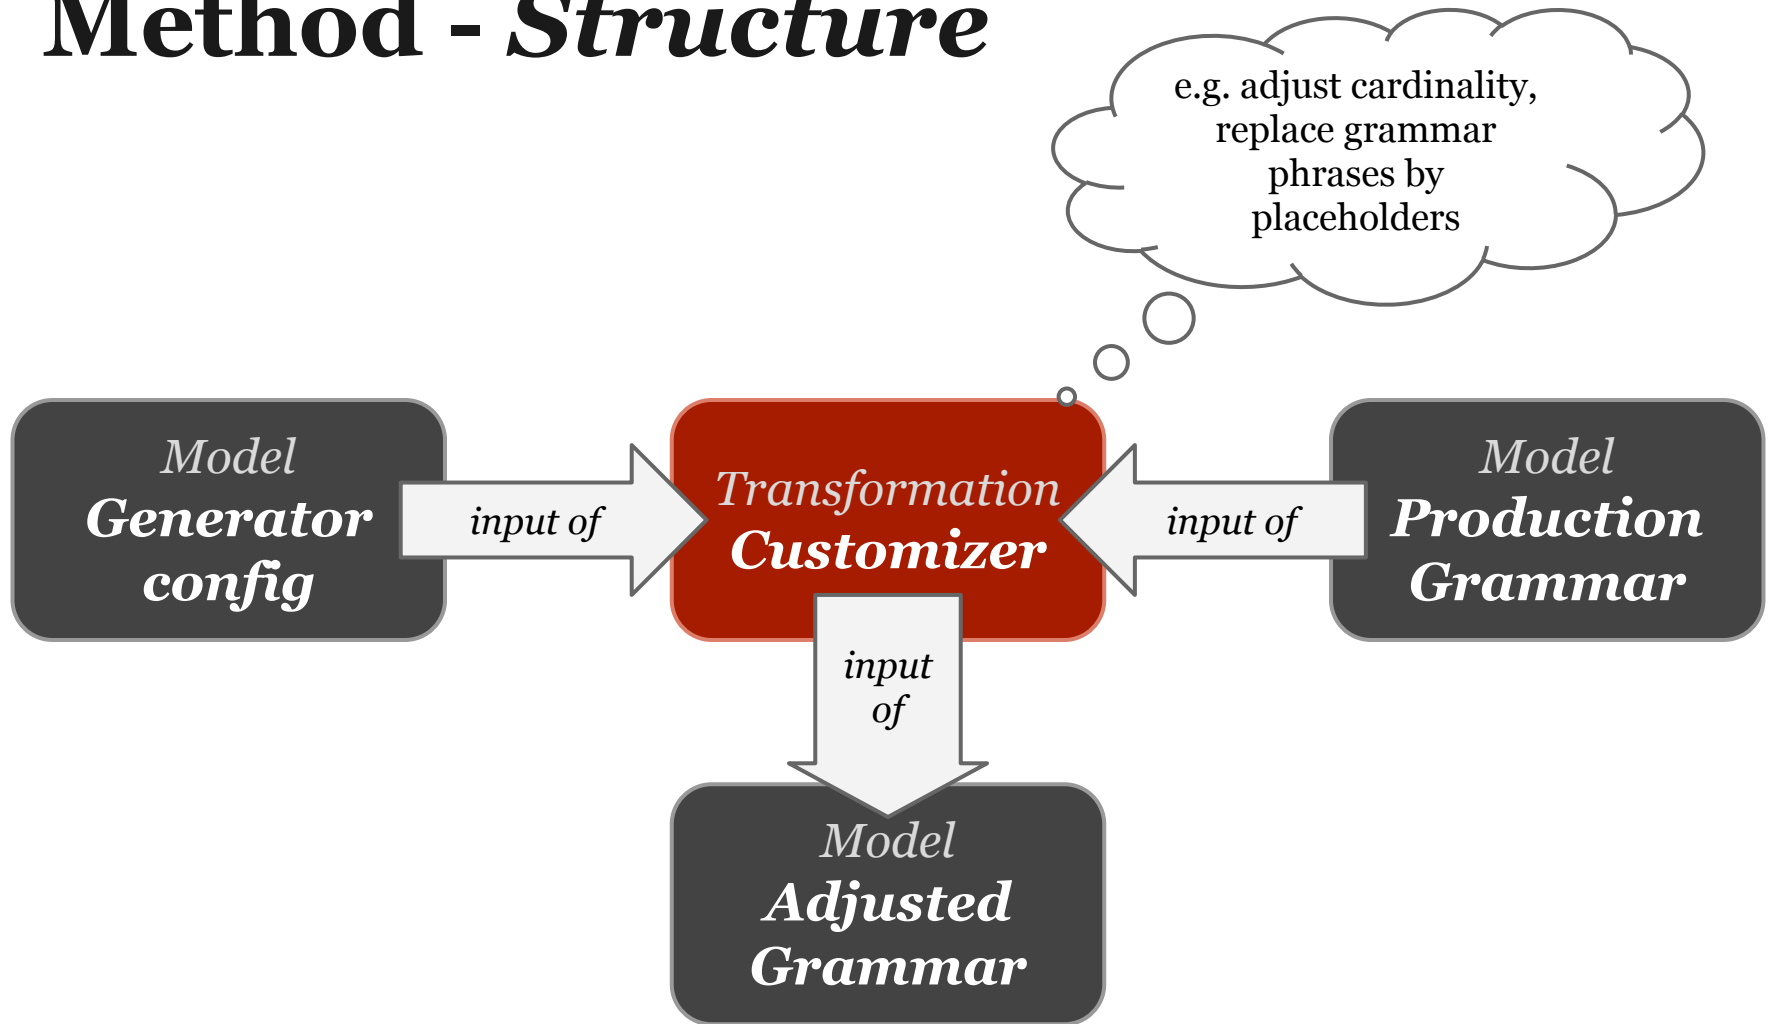 Method - Structure
e.g. adjust cardinality,
replace grammar
phrases by
placeholders
Model
Generator
config
input of
Transformation
Customizer
input of
Model
Production
Grammar
input
of
Model
Adjusted
Grammar